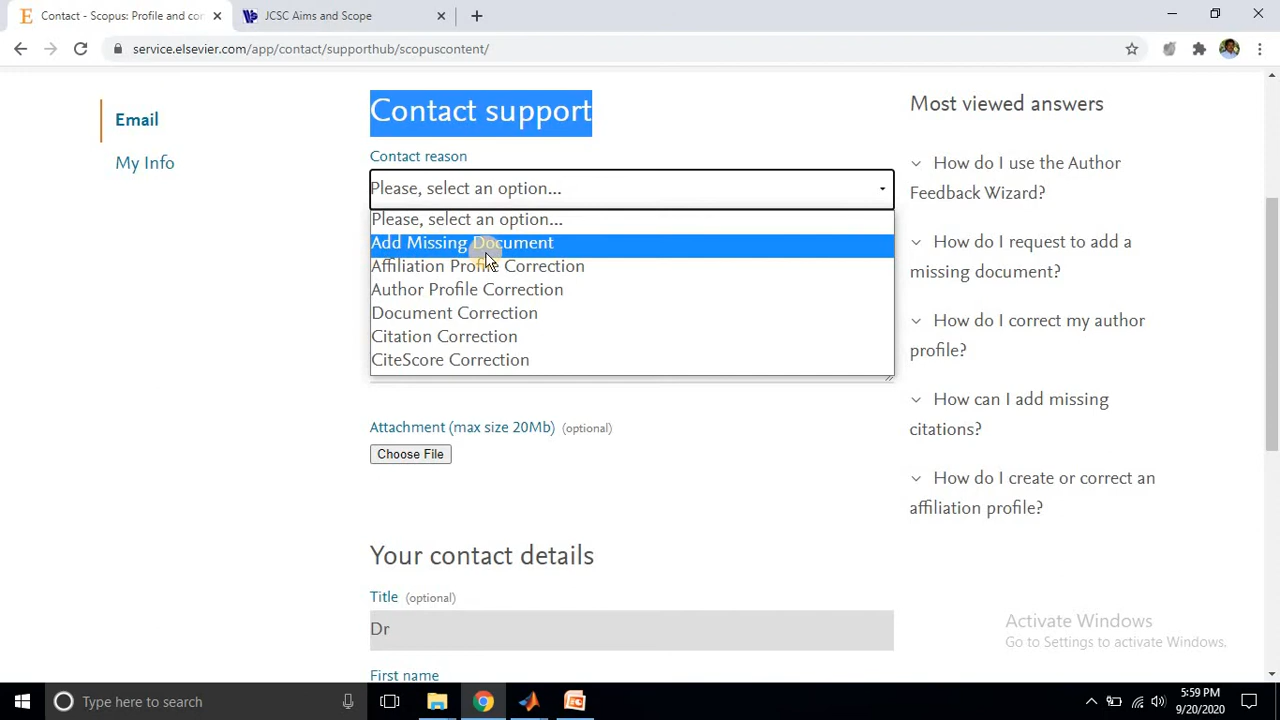 Contact - Scopus: Profile and cor
JCSC Aims and Scope
service.elsevier.com/app/contact/supporthub/scopuscontent/
Email
My Info
Contact support
Contact reason
Please, select an option...
Please, select an option...
Add Missing Document
Affiliation Profile Correction
Author Profile Correction
Document Correction
Citation Correction
CiteScore Correction
Attachment (max size 20Mb) (optional)
Choose File
Your contact details
Title (optional)
Dr
First name
Most viewed answers
How do I use the Author
Feedback Wizard?
How do I request to add a
missing document?
How do I correct my author
profile?
How can I add missing
citations?
How do I create or correct an
affiliation profile?
Activate Windows
Go to Settings to activate Windows.
Type here to search
5:59 PM
9/20/2020